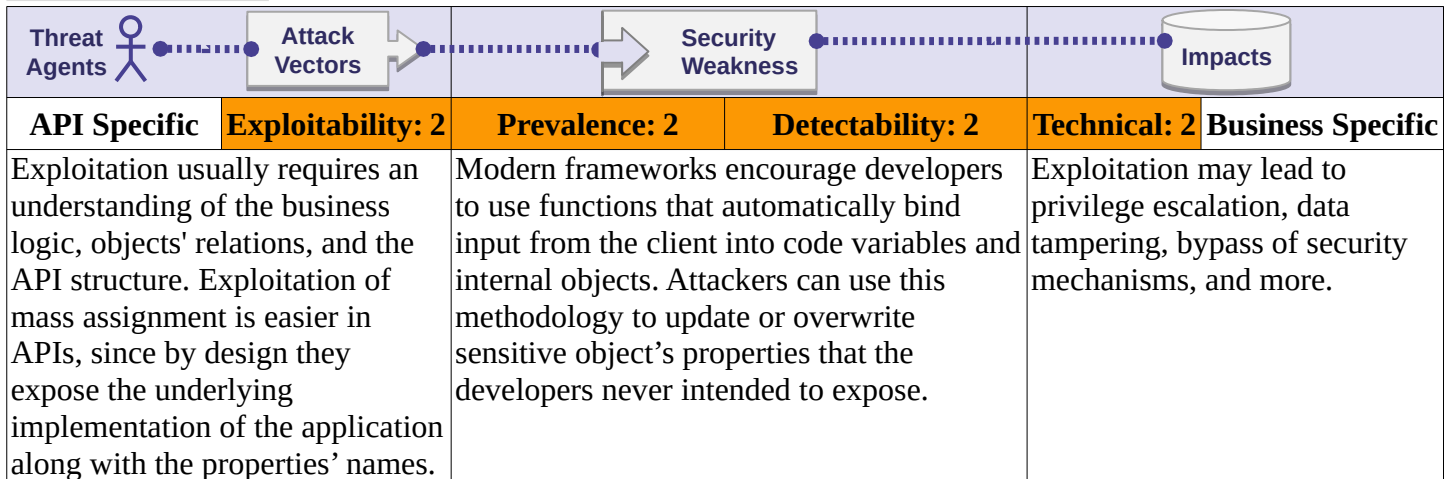 Threat
Agents
Attack
Vectors
Security
Weakness
Impacts
API Specific
Exploitability: 2
Prevalence: 2
Detectability: 2
Technical: 2
Business Specific
Exploitation usually requires an
understanding of the business
logic, objects' relations, and the
API structure. Exploitation of
mass assignment is easier in
APIs, since by design they
expose the underlying
implementation of the application
along with the properties’ names.
Modern frameworks encourage developers
to use functions that automatically bind
input from the client into code variables and
internal objects. Attackers can use this
methodology to update or overwrite
sensitive object’s properties that the
developers never intended to expose.
Exploitation may lead to
privilege escalation, data
tampering, bypass of security
mechanisms, and more.